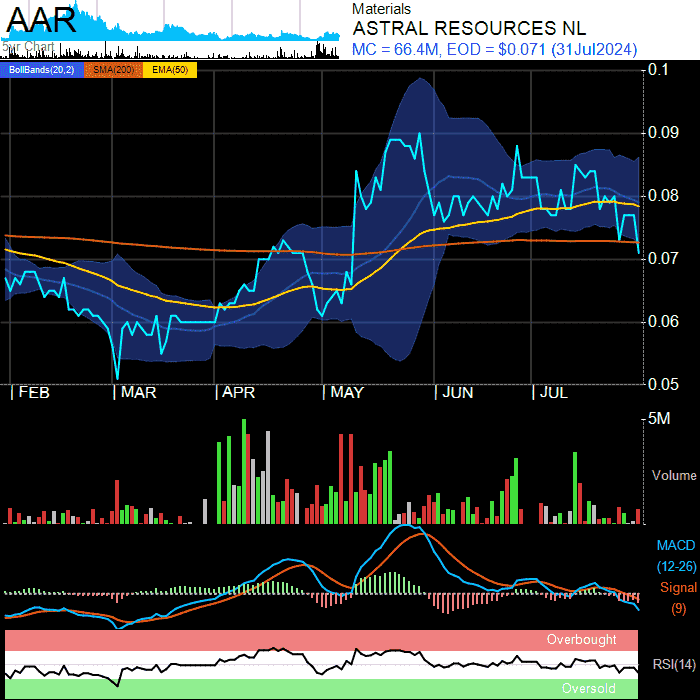 AAR
Materials
ASTRAL RESOURCES NL
MC = 66.4M, EOD = $0.071 (31Jul2024)
5yr Chart
BollBands(20,2) SMA(200) EMA(50)
0.1
0.09
0.08
0.07
0.06
0.05
FEB MAR APR MAY JUN JUL
5M
Volume
MACD
(12-26)
Signal
(9)
Overbought
RSI(14)
Oversold